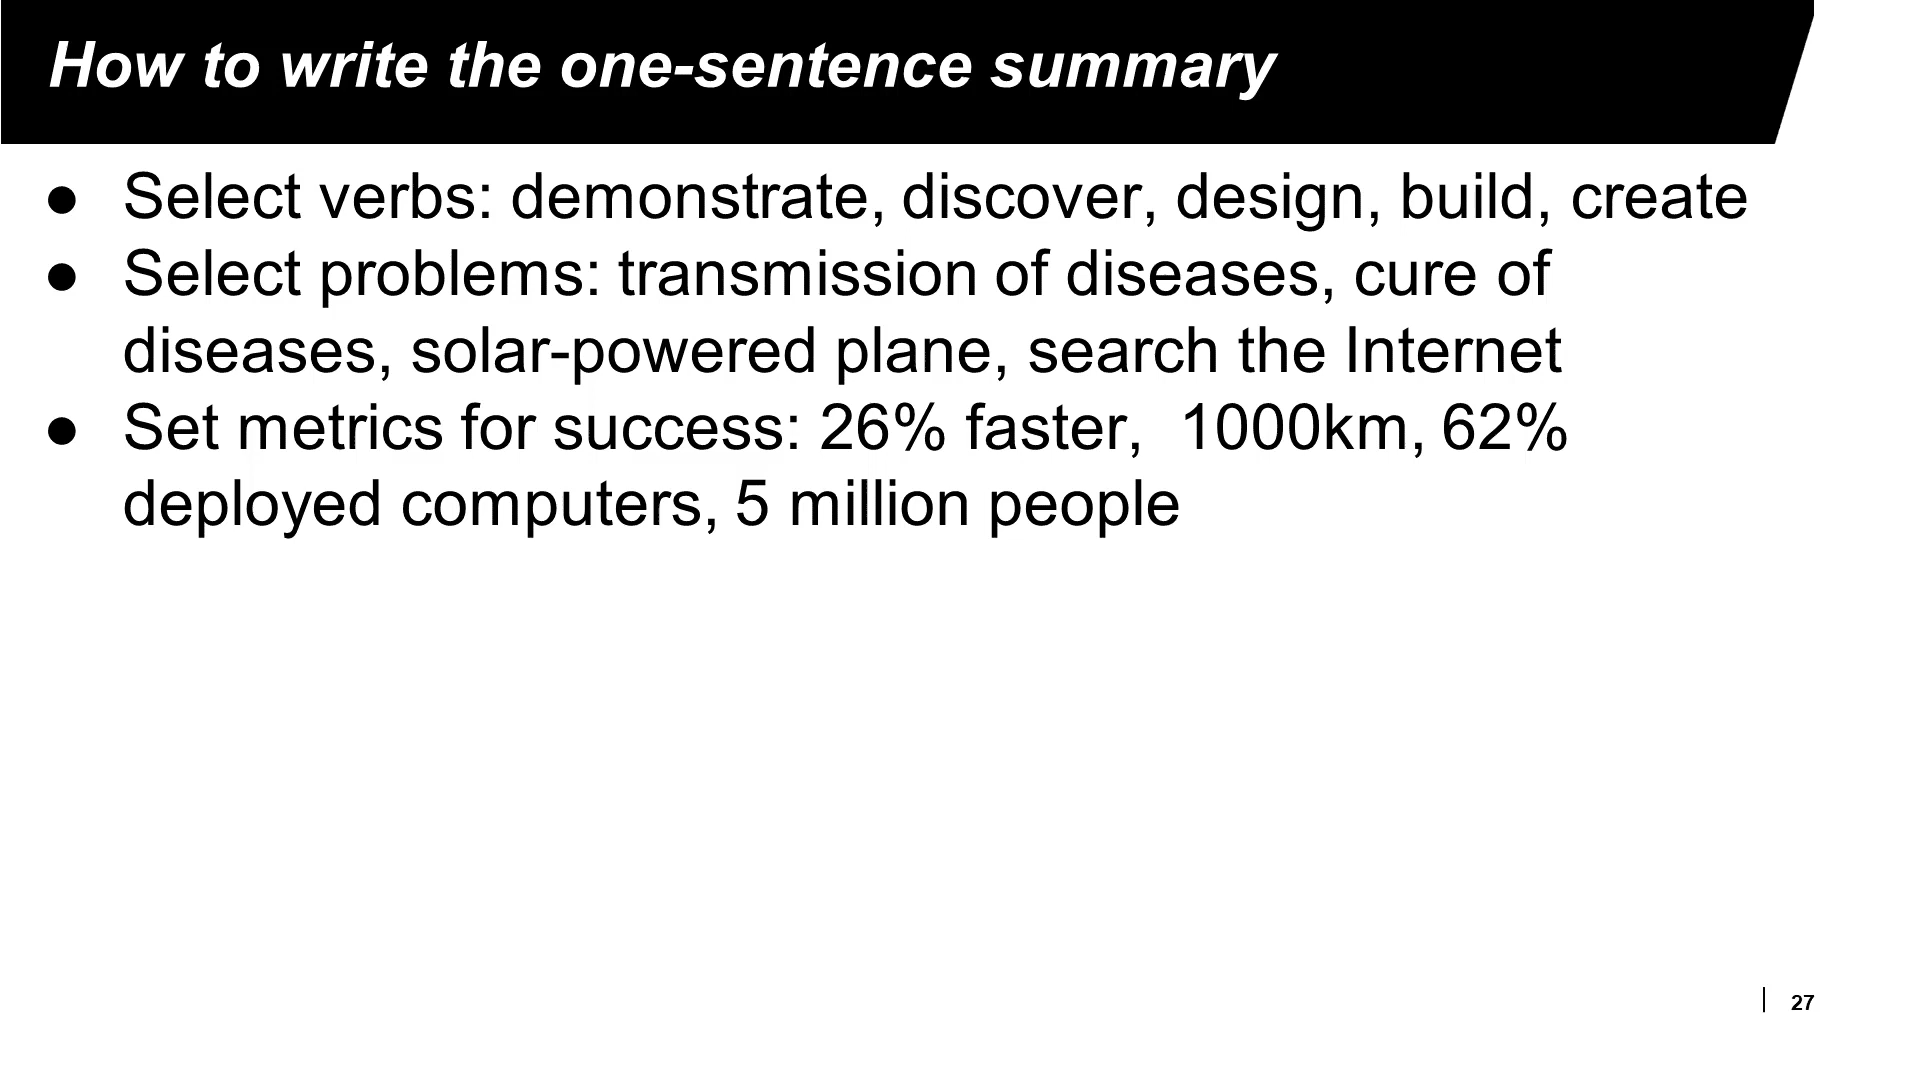 How to write the one-sentence summary
● Select verbs: demonstrate, discover, design, build, create
● Select problems: transmission of diseases, cure of
diseases, solar-powered plane, search the Internet
● Set metrics for success: 26% faster,  1000km, 62%
deployed computers, 5 million people
27